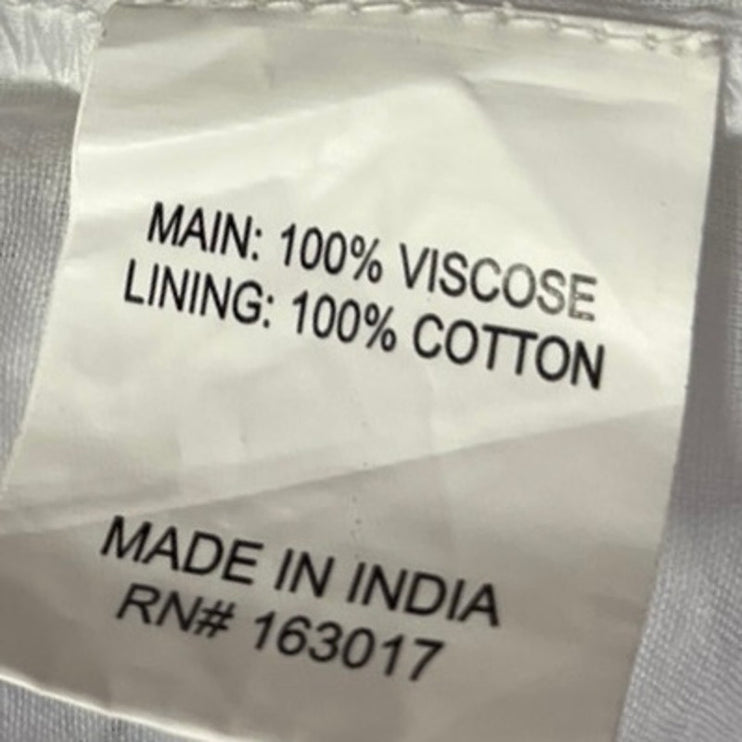 MAIN: 100% VISCOSE
LINING: 100% COTTON
MADE IN INDIA
RN# 163017